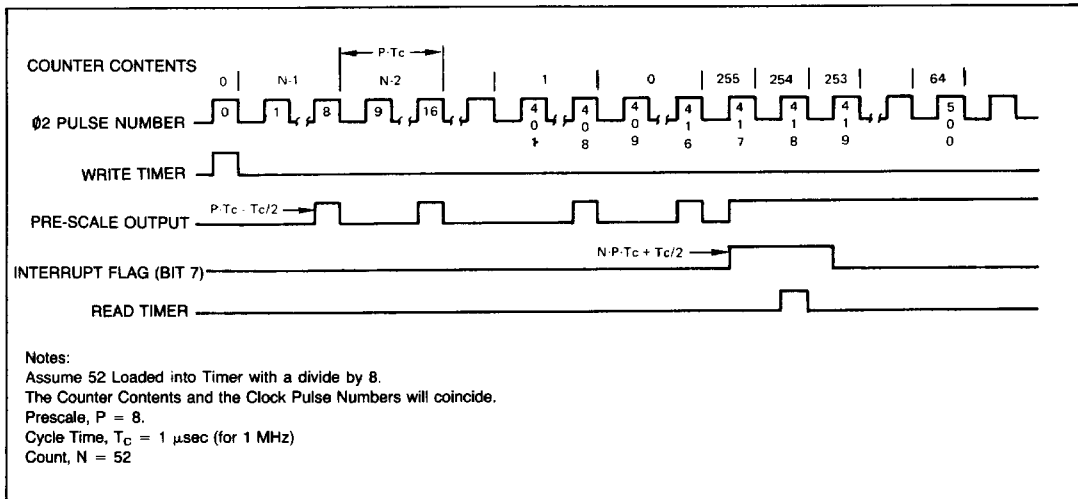 P·Tc
COUNTER CONTENTS 0 N-1 N-2 1 0 255 254 253 64
Ø2 PULSE NUMBER 0 1 8 9 16 401 408 409 416 417 418 419 500
WRITE TIMER
PRE-SCALE OUTPUT P·Tc - Tc/2
INTERRUPT FLAG (BIT 7) N·P·Tc + Tc/2
READ TIMER
Notes:
Assume 52 Loaded into Timer with a divide by 8.
The Counter Contents and the Clock Pulse Numbers will coincide.
Prescale, P = 8.
Cycle Time, TC = 1 μsec (for 1 MHz)
Count, N = 52